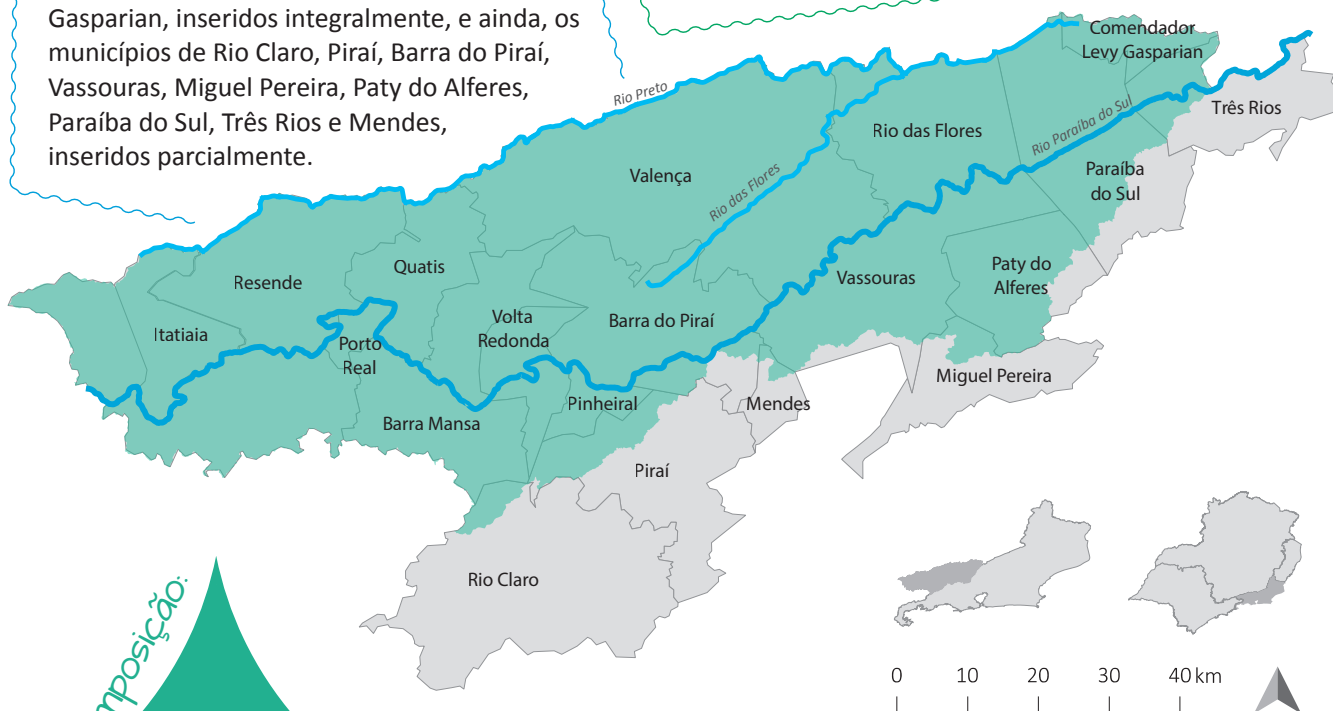 Gasparian, inseridos integralmente, e ainda, os
municípios de Rio Claro, Piraí, Barra do Piraí,
Vassouras, Miguel Pereira, Paty do Alferes,
Paraíba do Sul, Três Rios e Mendes,
inseridos parcialmente.
Comendador
Levy Gasparian
Rio Preto
Três Rios
Rio das Flores
Rio Paraíba do Sul
Paraíba
do Sul
Valença
Rio das Flores
Quatis
Resende
Vassouras
Paty do
Alferes
Itatiaia
Porto
Real
Volta
Redonda
Barra do Piraí
Miguel Pereira
Pinheiral
Mendes
Barra Mansa
Piraí
Rio Claro
mposição:
0 10 20 30 40 km